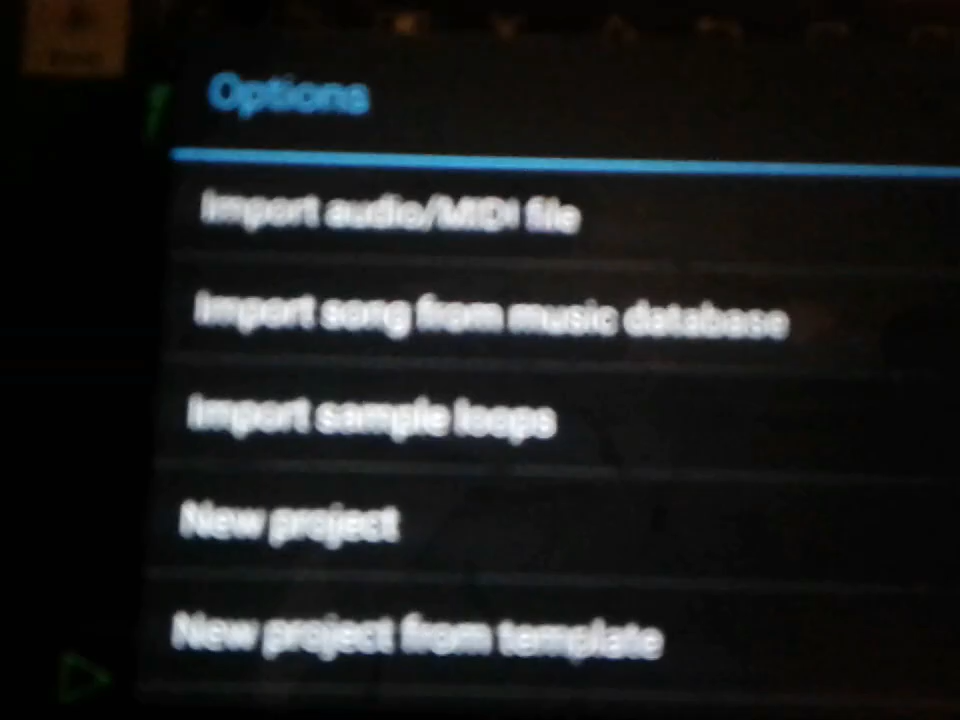 Options
Import audio/MIDI file
Import song from music database
Import sample loops
New project
New project from template